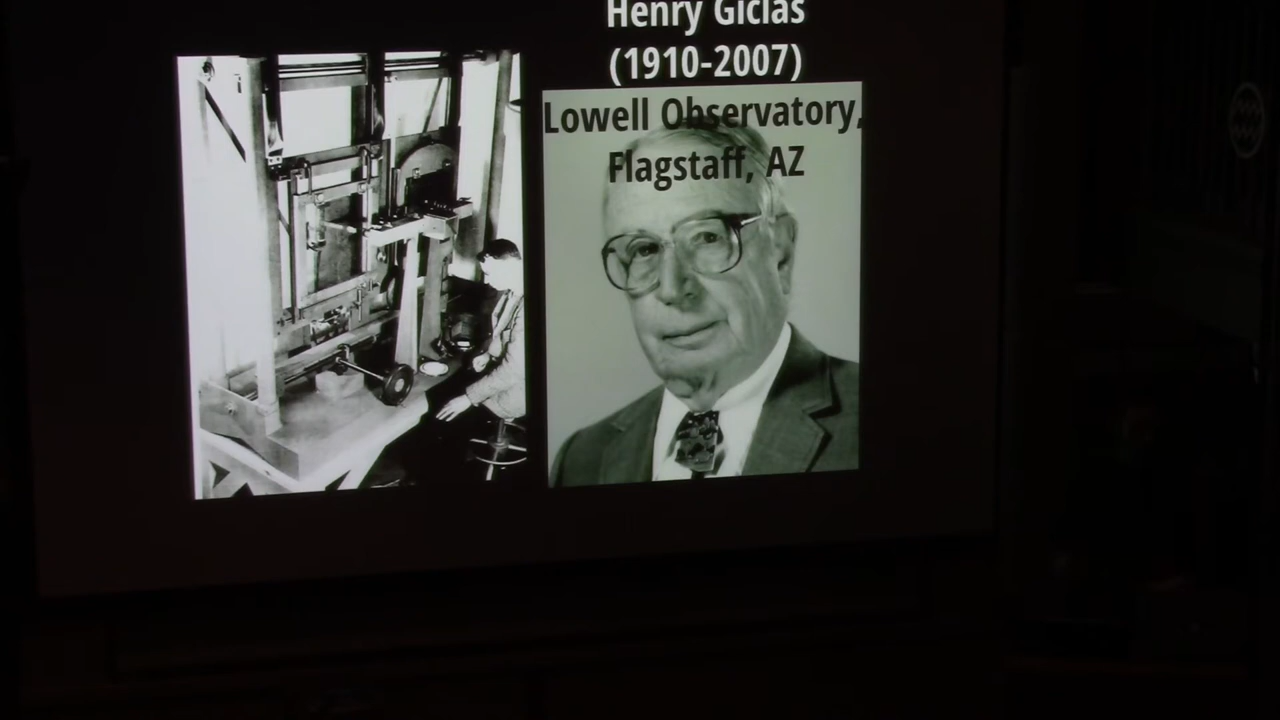 Henry Giclas
(1910-2007)
Lowell Observatory,
Flagstaff, AZ